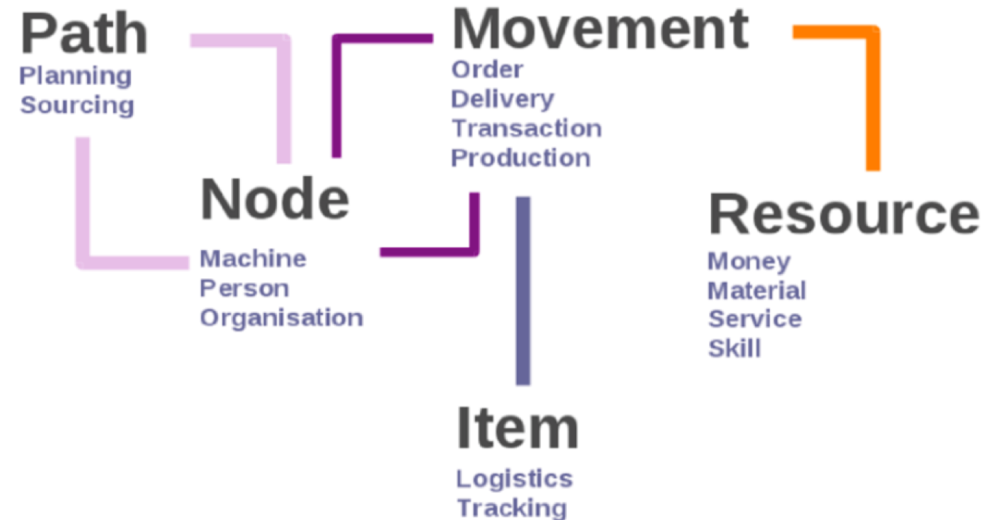 Path
Planning
Sourcing
Movement
Order
Delivery
Transaction
Production
Node
Machine
Person
Organisation
Resource
Money
Material
Service
Skill
Item
Logistics
Tracking